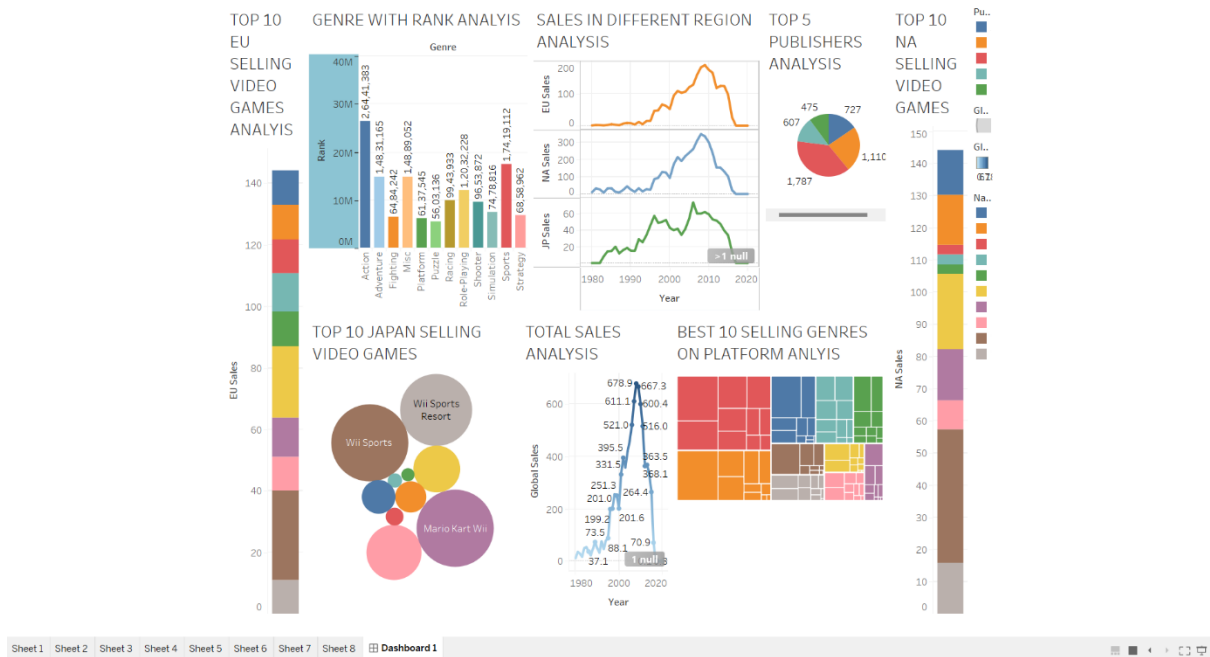 TOP 10
EU
SELLING
VIDEO
GAMES
ANALYIS
EU Sales
140
120
100
80
60
40
20
0
GENRE WITH RANK ANALYIS
Genre
Rank
40M
30M
20M
10M
0M
2,64,41,383
1,48,31,165
64,84,242
1,48,89,052
61,37,545
56,03,136
99,43,933
1,20,32,228
96,53,872
74,78,816
1,74,19,112
68,58,962
Action
Adventure
Fighting
Misc
Platform
Puzzle
Racing
Role-Playing
Shooter
Simulation
Sports
Strategy
SALES IN DIFFERENT REGION
ANALYSIS
EU Sales
200
100
0
NA Sales
300
200
100
0
JP Sales
60
40
20
>1 null
1980 1990 2000 2010 2020
Year
TOP 5
PUBLISHERS
ANALYSIS
475
727
607
1,110
1,787
TOP 10
NA
SELLING
VIDEO
GAMES
NA Sales
150
140
130
120
110
100
90
80
70
60
50
40
30
20
10
0
Pu..
Gl..
Gl..
Na..
TOP 10 JAPAN SELLING
VIDEO GAMES
Wii Sports
Resort
Wii Sports
Mario Kart Wii
TOTAL SALES
ANALYSIS
Global Sales
600
400
200
0
678.9
667.3
611.1
600.4
521.0
516.0
395.5
363.5
331.5
368.1
251.3
264.4
201.0
199.2
201.6
73.5
70.9
88.1
37.1
1 null
1980 2000 2020
Year
BEST 10 SELLING GENRES
ON PLATFORM ANLYIS
Sheet 1 Sheet 2 Sheet 3 Sheet 4 Sheet 5 Sheet 6 Sheet 7 Sheet 8 Dashboard 1